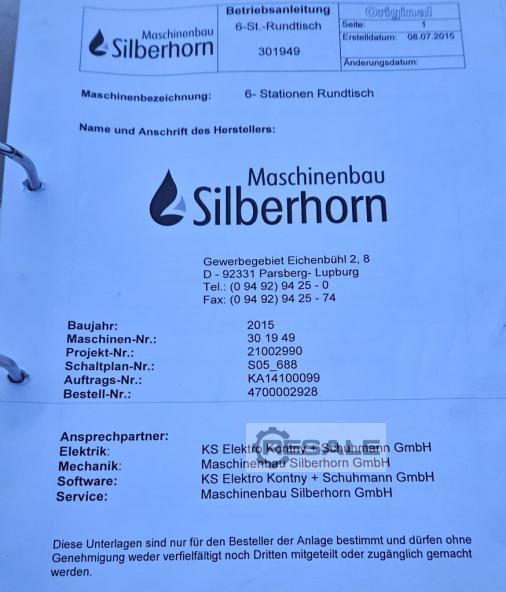 Maschinenbau
Silberhorn
Betriebsanleitung
6-St.-Rundtisch
301949
Original
Seite: 1
Erstelldatum: 08.07.2015
Änderungsdatum:
Maschinenbezeichnung: 6- Stationen Rundtisch
Name und Anschrift des Herstellers:
Maschinenbau
Silberhorn
Gewerbegebiet Eichenbühl 2, 8
D - 92331 Parsberg- Lupburg
Tel.: (0 94 92) 94 25 - 0
Fax: (0 94 92) 94 25 - 74
Baujahr: 2015
Maschinen-Nr.: 30 19 49
Projekt-Nr.: 21002990
Schaltplan-Nr.: S05_688
Auftrags-Nr.: KA14100099
Bestell-Nr.: 4700002928
Ansprechpartner:
Elektrik: KS Elektro Kontny + Schuhmann GmbH
Mechanik: Maschinenbau Silberhorn GmbH
Software: KS Elektro Kontny + Schuhmann GmbH
Service: Maschinenbau Silberhorn GmbH
RESALE
Diese Unterlagen sind nur für den Besteller der Anlage bestimmt und dürfen ohne
Genehmigung weder verfielfältigt noch Dritten mitgeteilt oder zugänglich gemacht
werden.